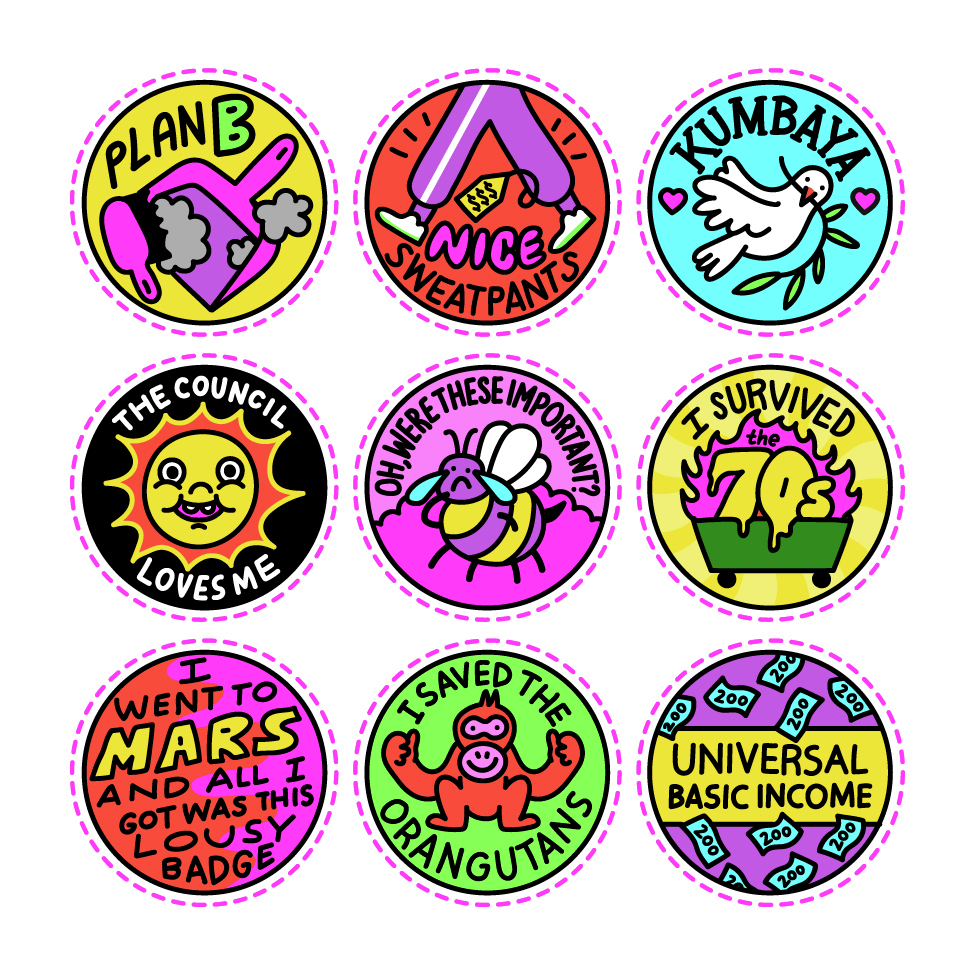 PLAN B
$$$
NICE
SWEATPANTS
KUMBAYA
THE COUNCIL
LOVES ME
OH, WERE THESE IMPORTANT?
I SURVIVED
the
70s
I
WENT TO
MARS
AND ALL I
GOT WAS THIS
LOUSY
BADGE
I SAVED THE
ORANGUTANS
200
200
200
200
200
UNIVERSAL
BASIC INCOME
200
200
200
200